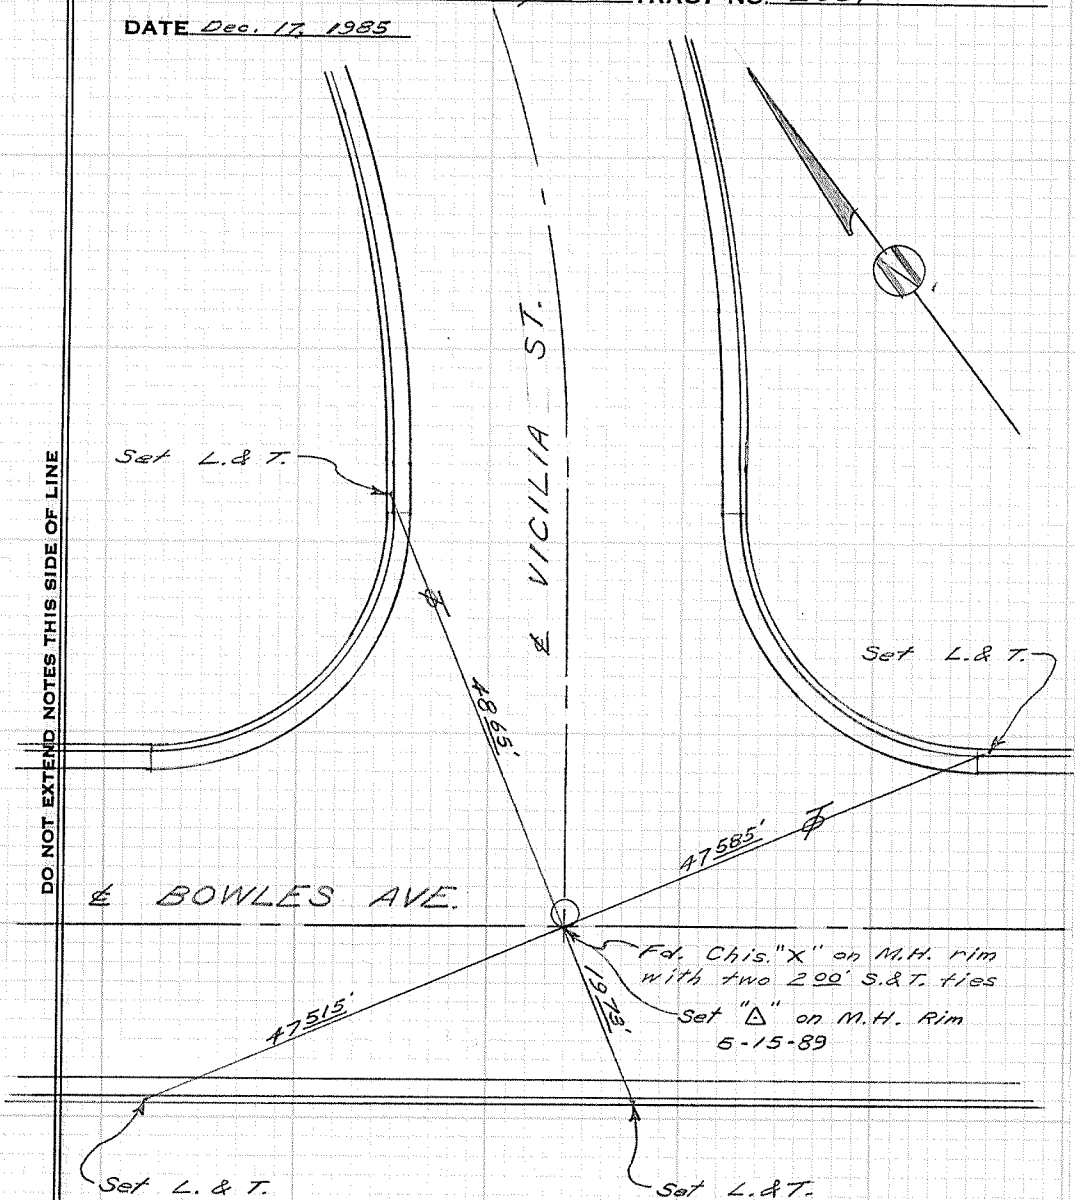 TRACT NO.
DATE Dec. 17, 1985
N
℄ VICILIA ST.
Set L. & T.
DO NOT EXTEND NOTES THIS SIDE OF LINE
Set L. & T.
48.65'
47.585'
℄ BOWLES AVE.
Fd. Chis. "X" on M.H. rim
with two 2.00' S.&T. ties
19.73'
47.515'
Set "△" on M.H. Rim
6-15-89
Set L. & T.
Set L.&T.